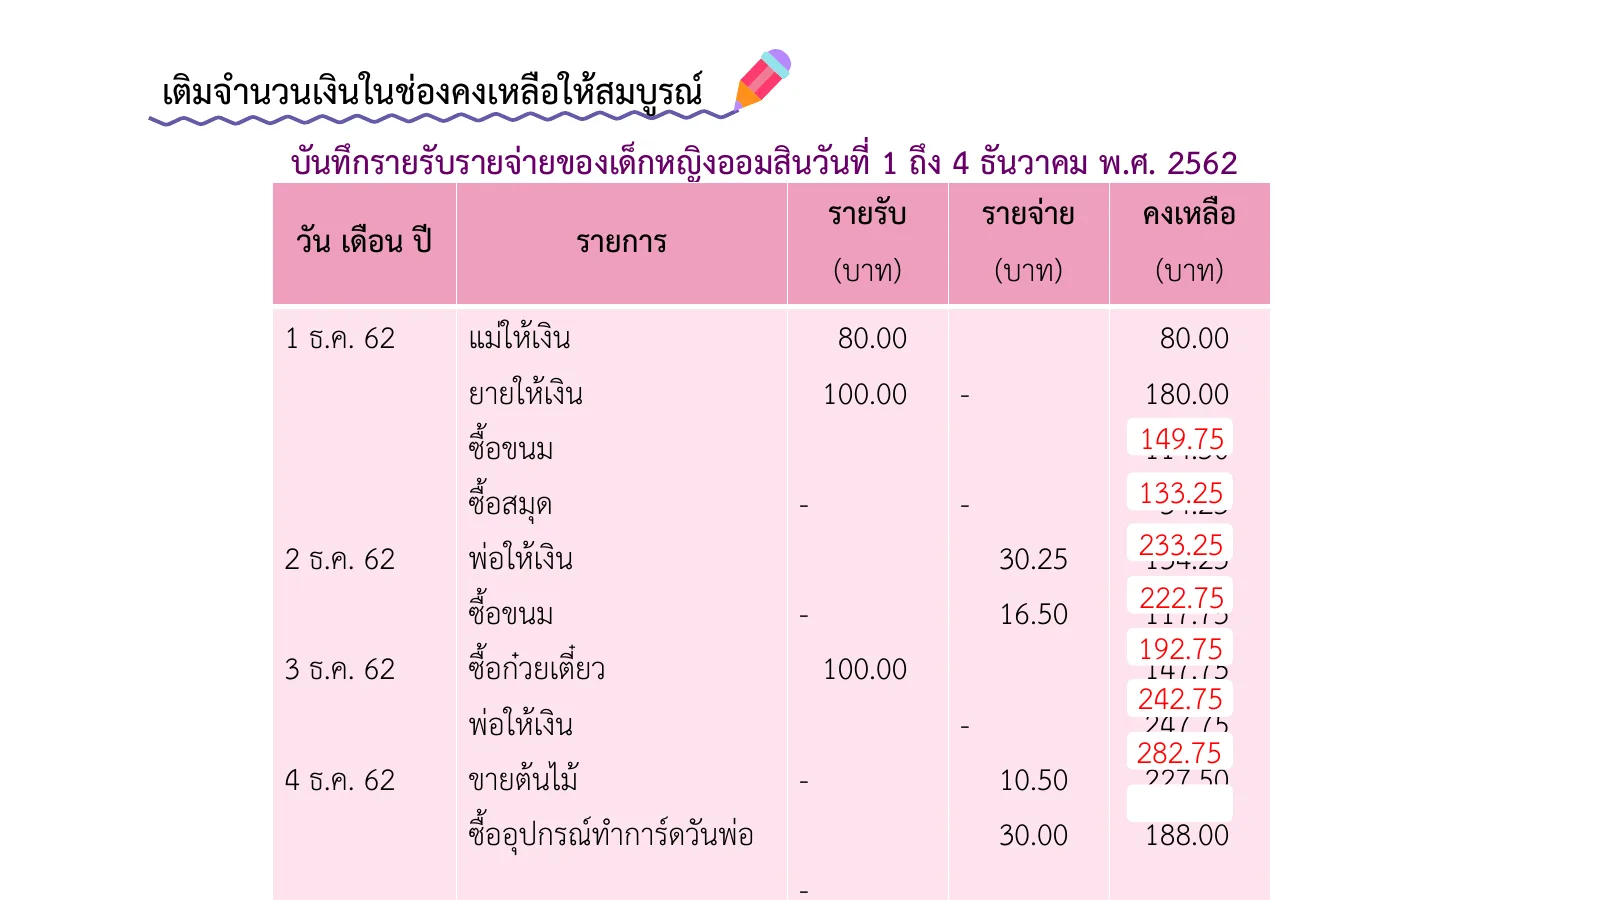 เติมจำนวนเงินในช่องคงเหลือให้สมบูรณ์
บันทึกรายรับรายจ่ายของเด็กหญิงออมสินวันที่ 1 ถึง 4 ธันวาคม พ.ศ. 2562
วัน เดือน ปี รายการ รายรับ (บาท) รายจ่าย (บาท) คงเหลือ (บาท)
1 ธ.ค. 62 แม่ให้เงิน 80.00 80.00
ยายให้เงิน 100.00 - 180.00
ซื้อขนม 149.75
ซื้อสมุด - - 133.25
2 ธ.ค. 62 พ่อให้เงิน 30.25 233.25
ซื้อขนม - 16.50 222.75
3 ธ.ค. 62 ซื้อก๋วยเตี๋ยว 100.00 192.75
พ่อให้เงิน - 242.75
247.75
282.75
4 ธ.ค. 62 ขายต้นไม้ - 10.50 227.50
ซื้ออุปกรณ์ทำการ์ดวันพ่อ 30.00 188.00
-